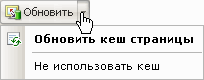 Обновить
Обновить кеш страницы
Не использовать кеш